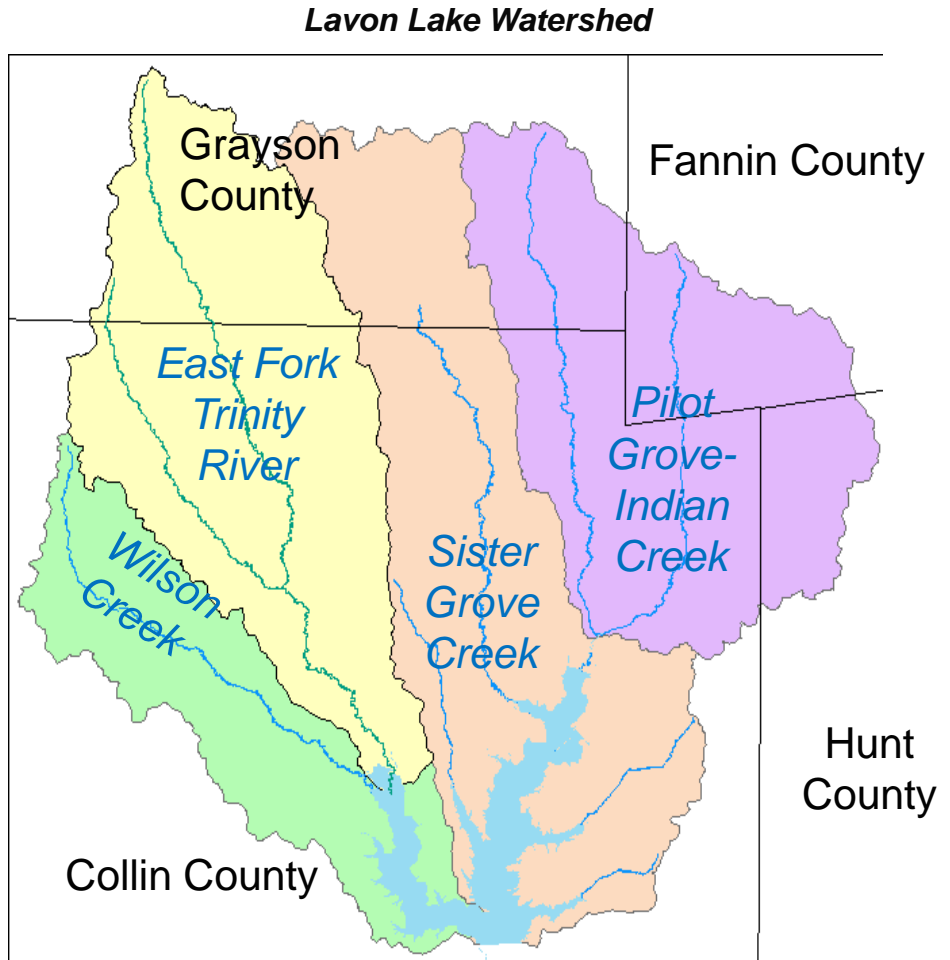 Lavon Lake Watershed
Grayson
County
Fannin County
East Fork
Trinity
River
Pilot
Grove-
Indian
Creek
Wilson
Creek
Sister
Grove
Creek
Hunt
County
Collin County